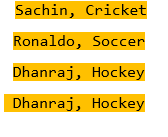 Sachin, Cricket
Ronaldo, Soccer
Dhanraj, Hockey
Dhanraj, Hockey